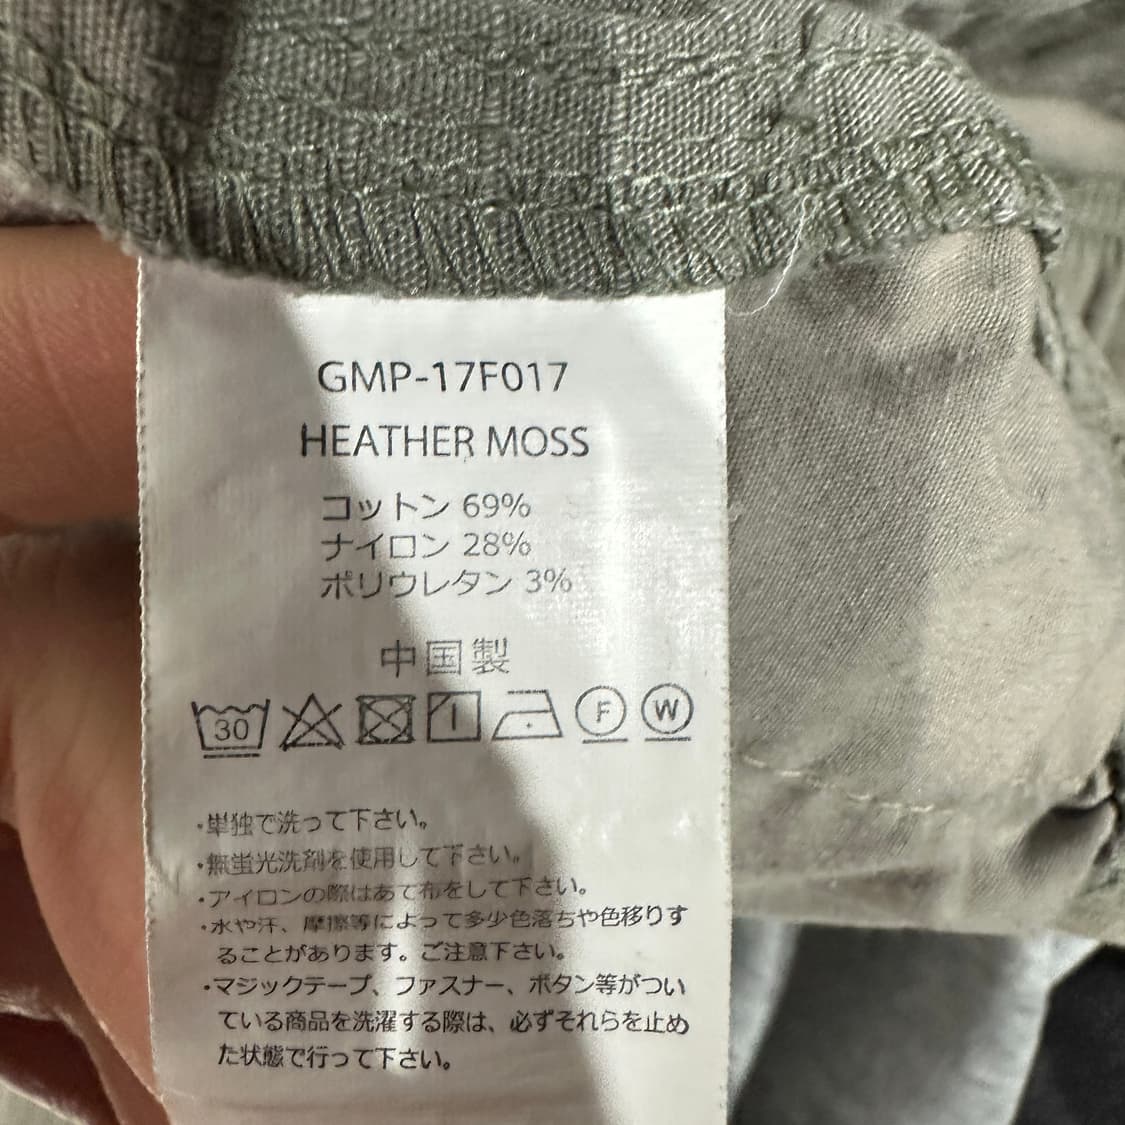 GMP-17F017
HEATHER MOSS
コットン 69%
ナイロン 28%
ポリウレタン 3%
中国製
30 F W
・単独で洗って下さい。
・無蛍光洗剤を使用して下さい。
・アイロンの際はあて布をして下さい。
・水や汗、摩擦等によって多少色落ちや色移りす
ることがあります。ご注意下さい。
・マジックテープ、ファスナー、ボタン等がつい
ている商品を洗濯する際は、必ずそれらを止め
た状態で行って下さい。